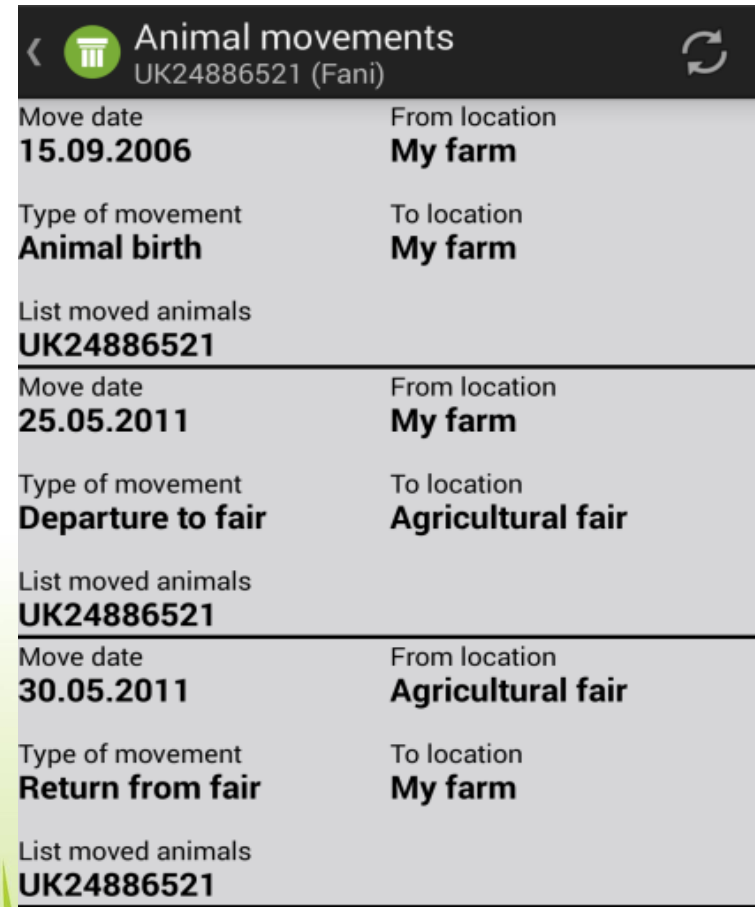 Animal movements
UK24886521 (Fani)
Move date From location
15.09.2006 My farm
Type of movement To location
Animal birth My farm
List moved animals
UK24886521
Move date From location
25.05.2011 My farm
Type of movement To location
Departure to fair Agricultural fair
List moved animals
UK24886521
Move date From location
30.05.2011 Agricultural fair
Type of movement To location
Return from fair My farm
List moved animals
UK24886521